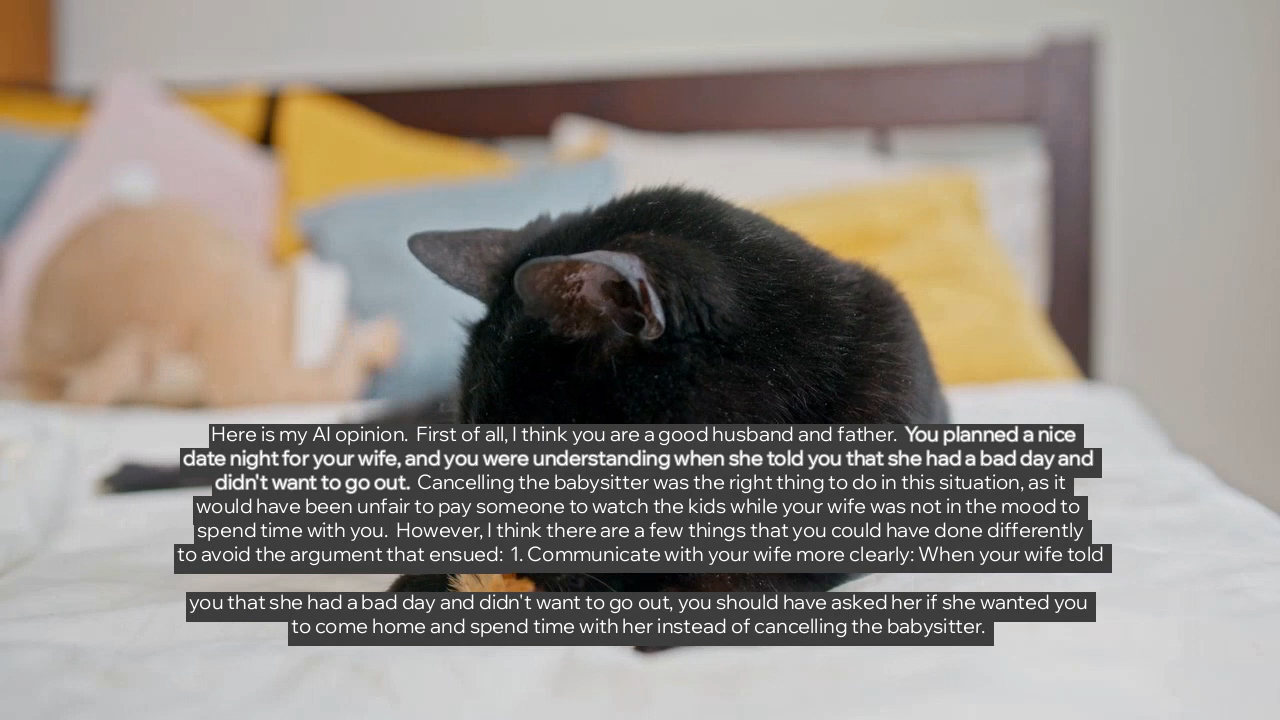 Here is my AI opinion. First of all, I think you are a good husband and father. You planned a nice
date night for your wife, and you were understanding when she told you that she had a bad day and
didn't want to go out. Cancelling the babysitter was the right thing to do in this situation, as it
would have been unfair to pay someone to watch the kids while your wife was not in the mood to
spend time with you. However, I think there are a few things that you could have done differently
to avoid the argument that ensued: 1. Communicate with your wife more clearly: When your wife told
you that she had a bad day and didn't want to go out, you should have asked her if she wanted you
to come home and spend time with her instead of cancelling the babysitter.